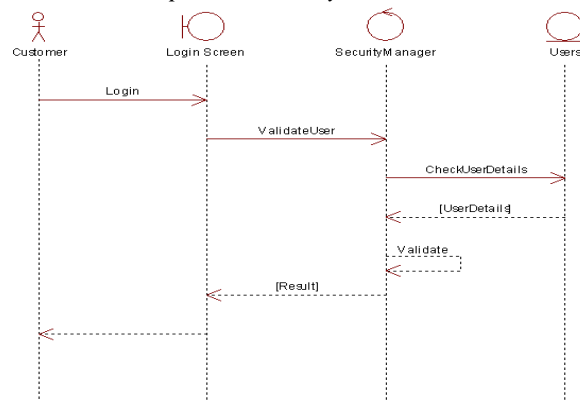 Customer
Login Screen
SecurityManager
Users
Login
ValidateUser
CheckUserDetails
[UserDetails]
Validate
[Result]